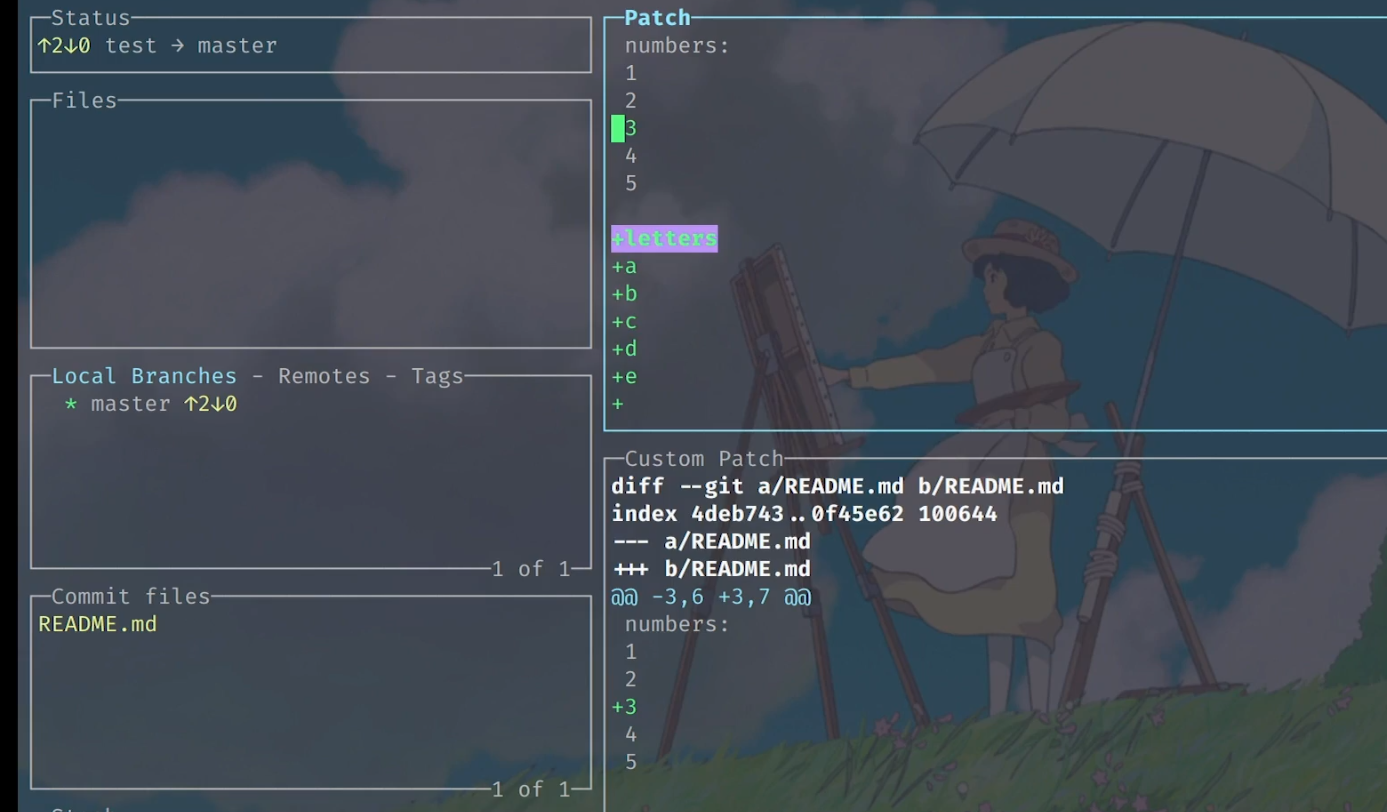 Status
↑2↓0 test → master
Files
Local Branches - Remotes - Tags
* master ↑2↓0
1 of 1
Commit files
README.md
1 of 1
Patch
numbers:
1
2
3
4
5
+letters
+a
+b
+c
+d
+e
+
Custom Patch
diff --git a/README.md b/README.md
index 4deb743..0f45e62 100644
--- a/README.md
+++ b/README.md
@@ -3,6 +3,7 @@
numbers:
1
2
+3
4
5